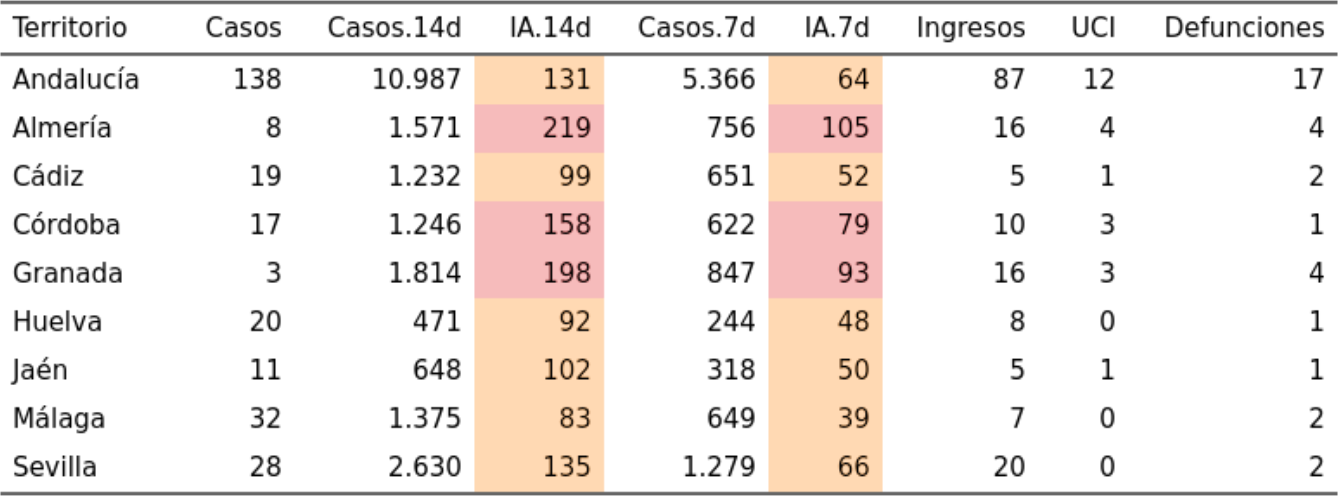 Territorio Casos Casos.14d IA.14d Casos.7d IA.7d Ingresos UCI Defunciones
Andalucía 138 10.987 131 5.366 64 87 12 17
Almería 8 1.571 219 756 105 16 4 4
Cádiz 19 1.232 99 651 52 5 1 2
Córdoba 17 1.246 158 622 79 10 3 1
Granada 3 1.814 198 847 93 16 3 4
Huelva 20 471 92 244 48 8 0 1
Jaén 11 648 102 318 50 5 1 1
Málaga 32 1.375 83 649 39 7 0 2
Sevilla 28 2.630 135 1.279 66 20 0 2